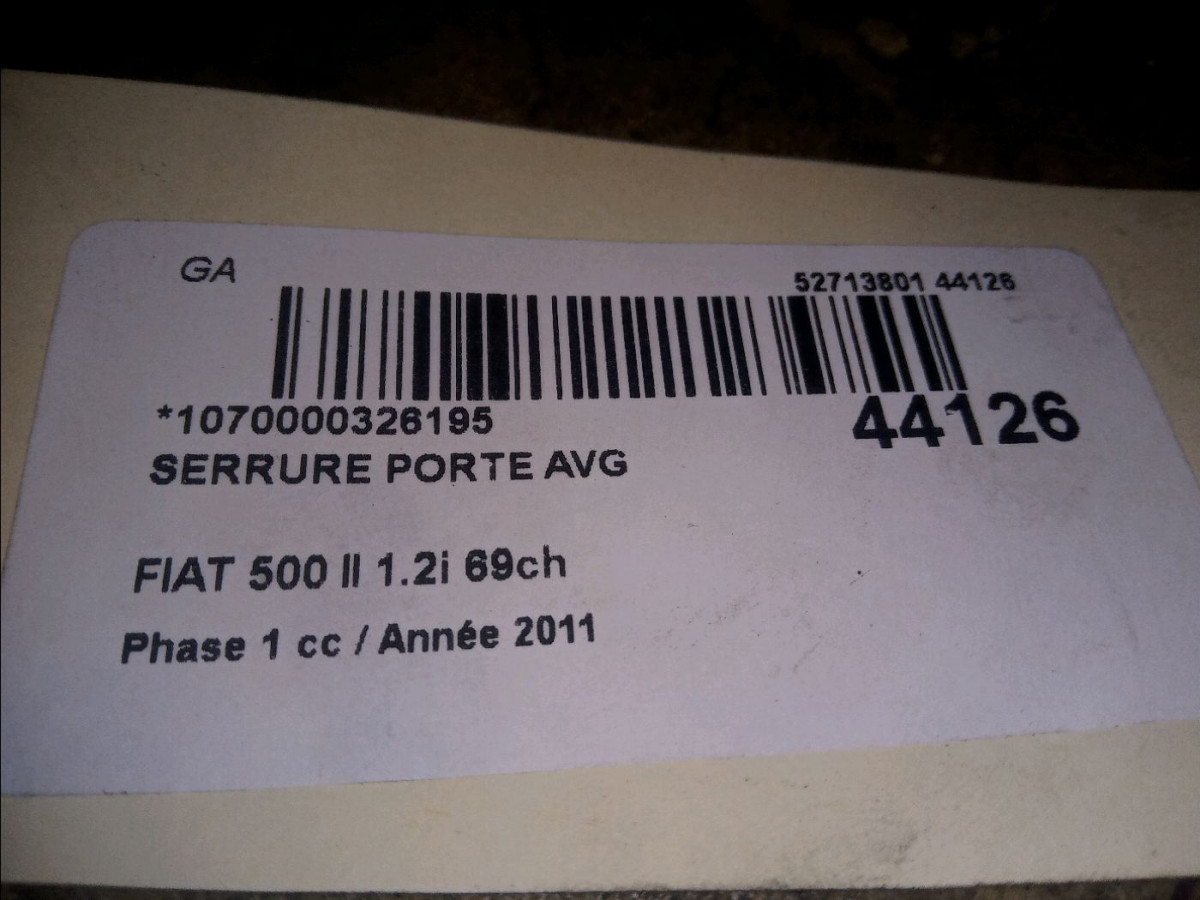 GA
52713801 44126
*1070000326195
44126
SERRURE PORTE AVG
FIAT 500 II 1.2i 69ch
Phase 1 cc / Année 2011